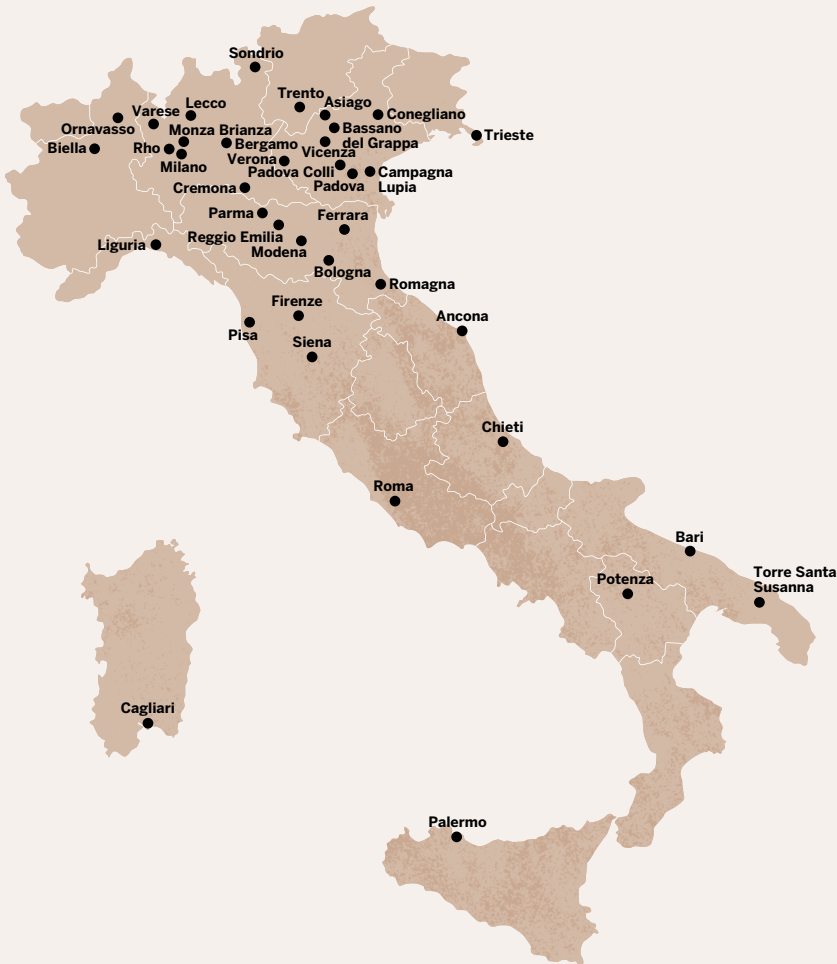 Sondrio
Trento
Asiago
Lecco
Varese
Conegliano
Ornavasso
Monza Brianza
Bassano
del Grappa
Trieste
Biella
Rho
Bergamo
Milano
Verona
Vicenza
Padova Colli
Padova
Campagna
Lupia
Cremona
Parma
Ferrara
Reggio Emilia
Liguria
Modena
Bologna
Romagna
Firenze
Ancona
Pisa
Siena
Chieti
Roma
Bari
Torre Santa
Susanna
Potenza
Cagliari
Palermo